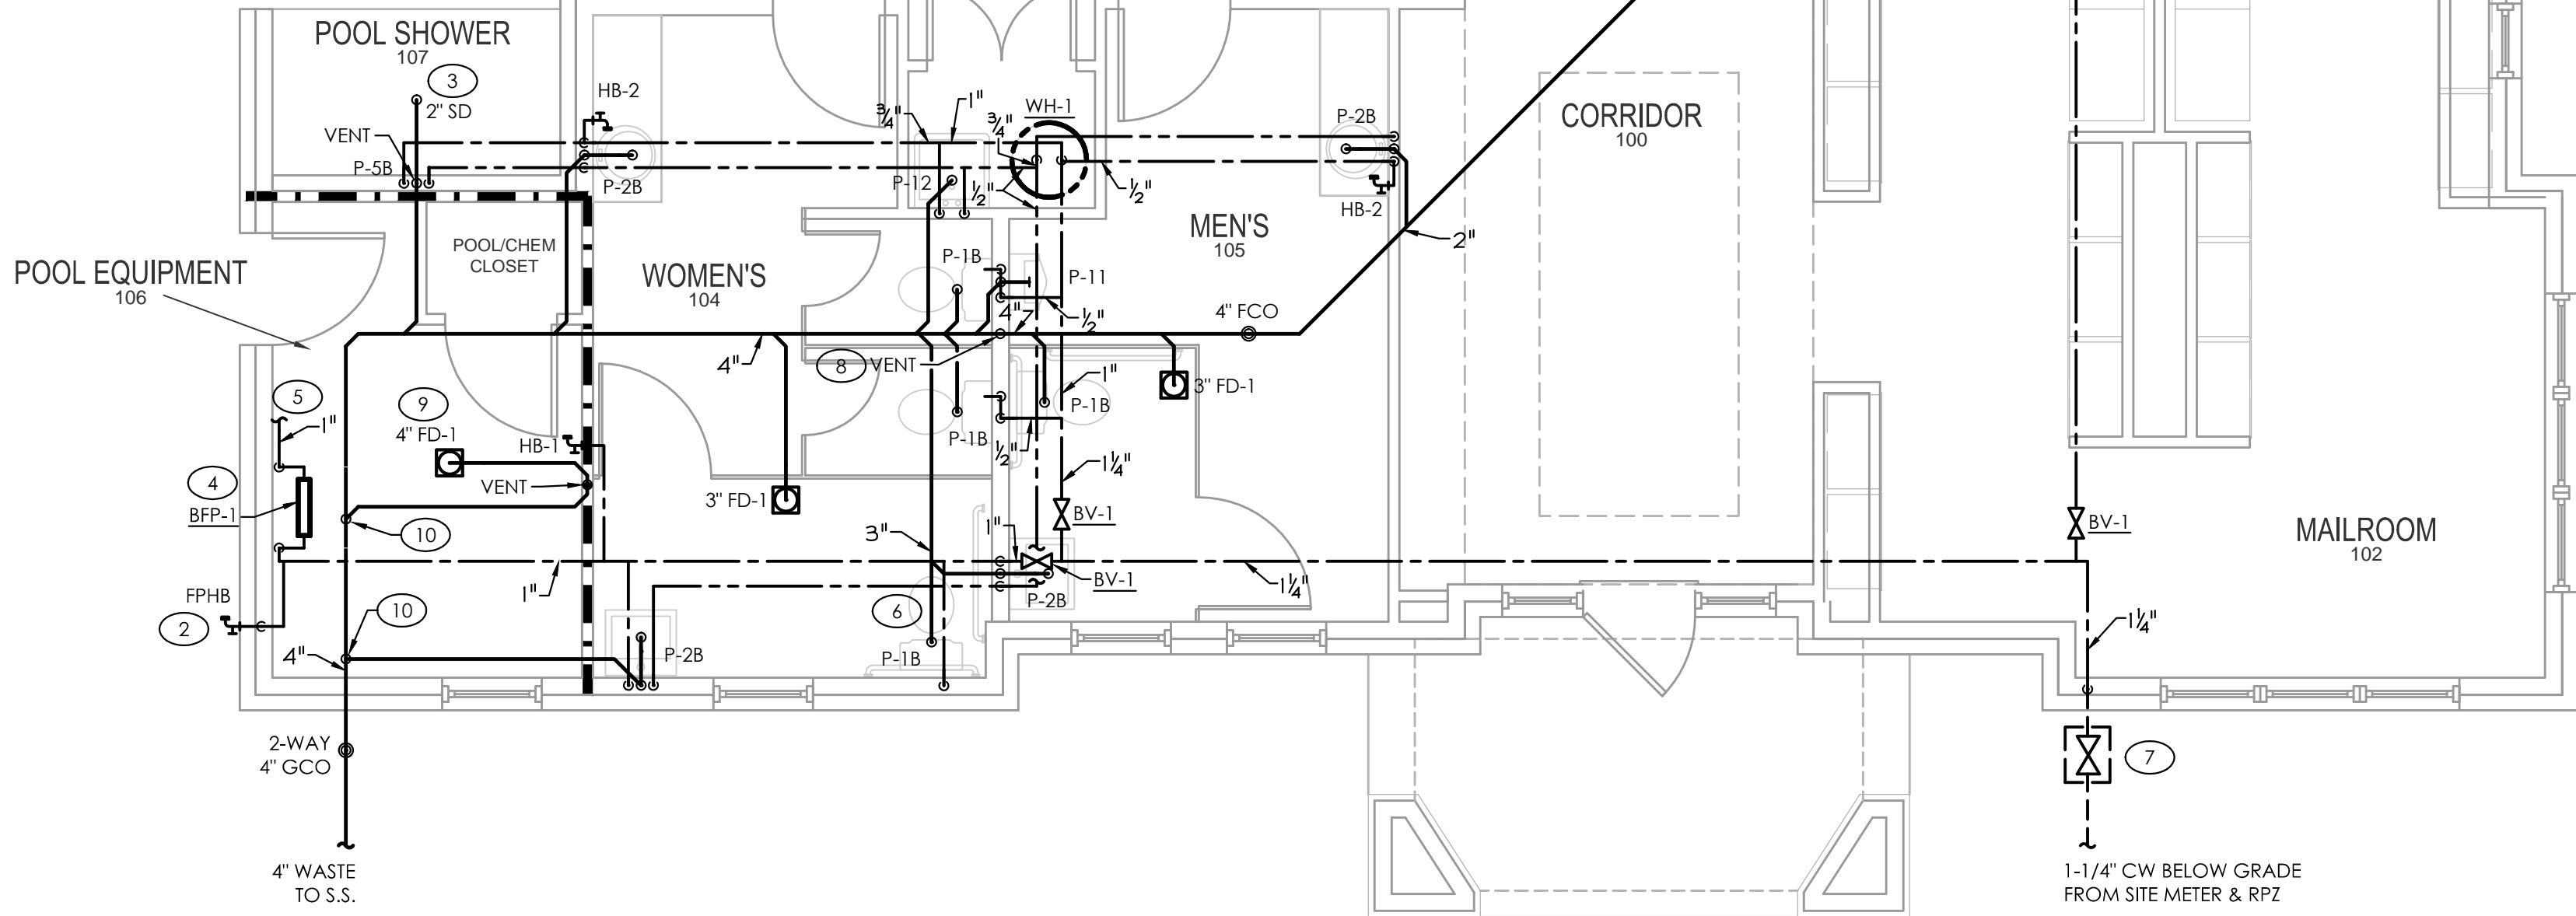 POOL SHOWER
107
3
2" SD
VENT
P-5B
HB-2
P-2B
3/4"
1"
3/4"
WH-1
P-12
1/2"
1/2"
P-2B
HB-2
CORRIDOR
100
2"
POOL/CHEM
CLOSET
POOL EQUIPMENT
106
WOMEN'S
104
MEN'S
105
P-1B
P-11
4"
1/2"
4" FCO
4"
8
VENT
1"
3" FD-1
P-1B
5
1"
9
4" FD-1
HB-1
P-1B
1/2"
1 1/4"
4
BFP-1
VENT
3" FD-1
10
3"
1"
BV-1
BV-1
MAILROOM
102
1"
BV-1
1 1/4"
FPHB
2
10
6
P-2B
1 1/4"
4"
P-2B
P-1B
2-WAY
4" GCO
7
4" WASTE
TO S.S.
1-1/4" CW BELOW GRADE
FROM SITE METER & RPZ